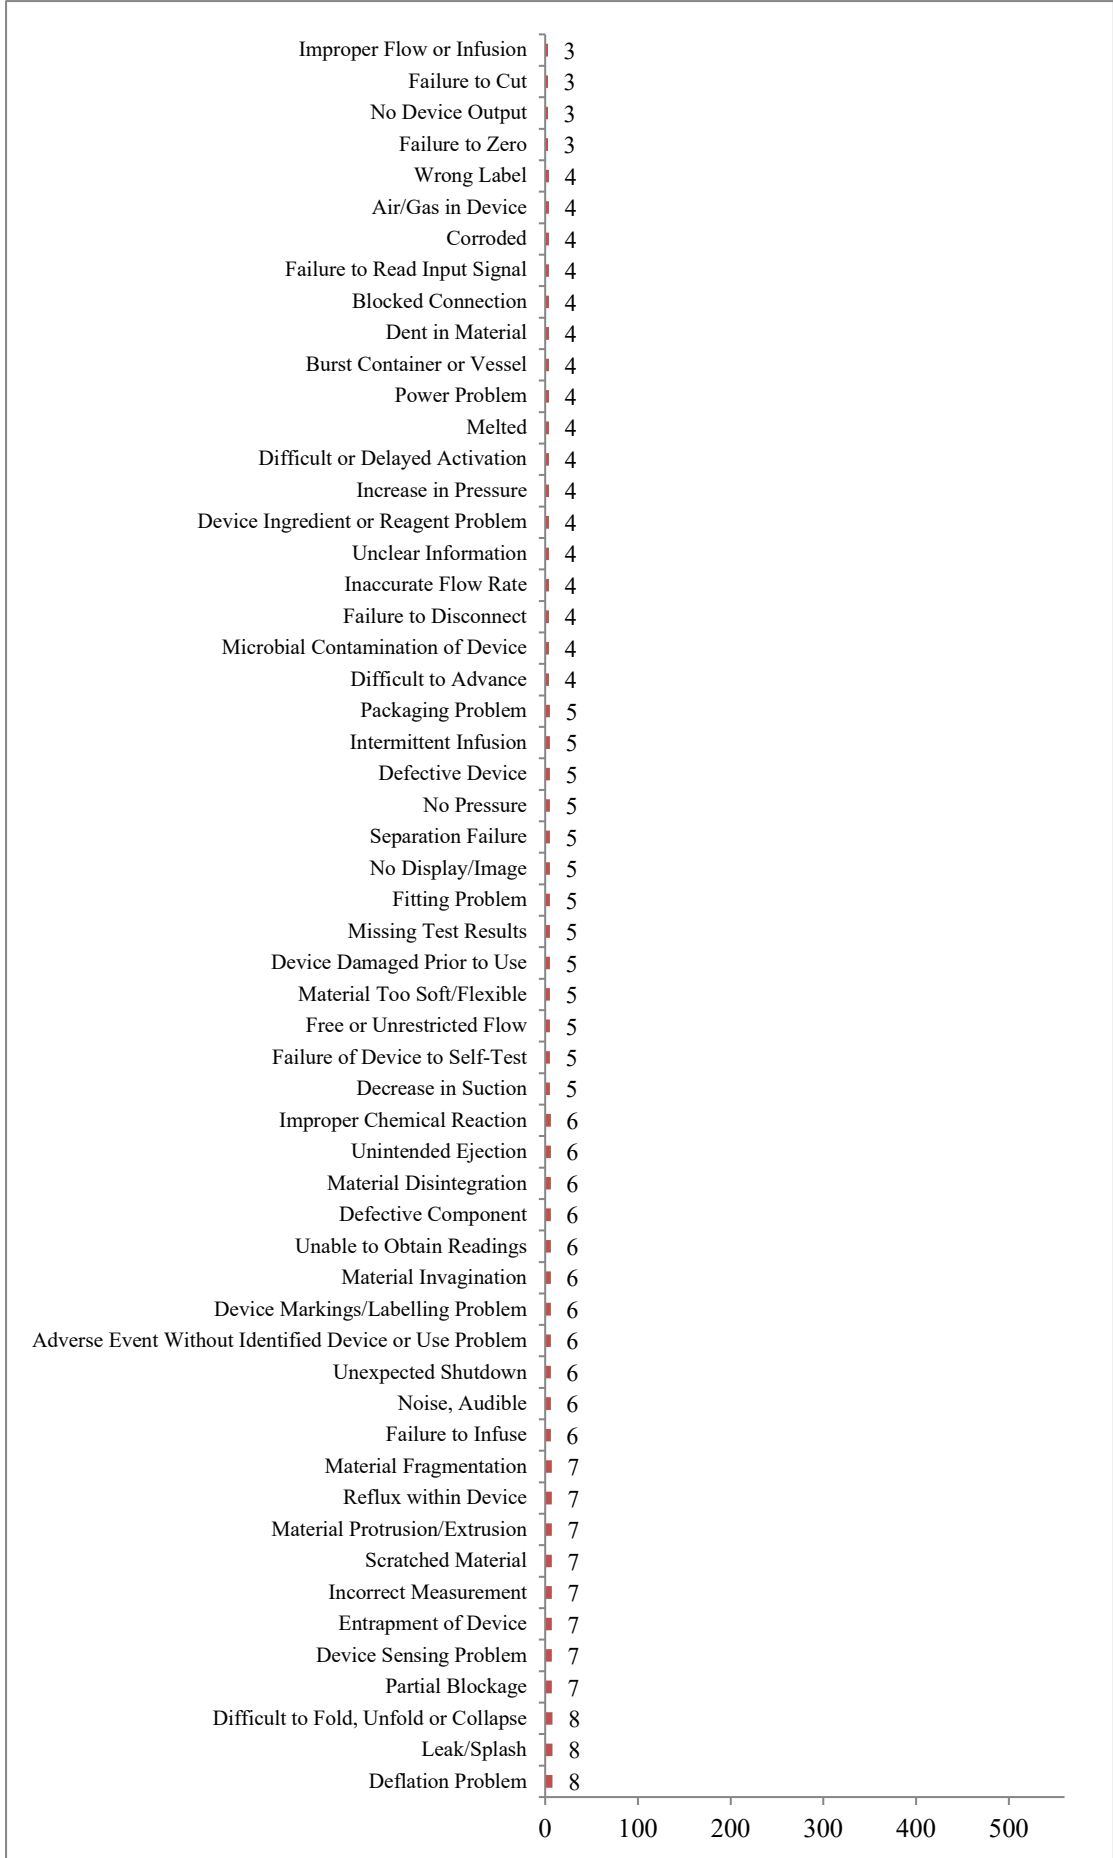 Improper Flow or Infusion 3
Failure to Cut 3
No Device Output 3
Failure to Zero 3
Wrong Label 4
Air/Gas in Device 4
Corroded 4
Failure to Read Input Signal 4
Blocked Connection 4
Dent in Material 4
Burst Container or Vessel 4
Power Problem 4
Melted 4
Difficult or Delayed Activation 4
Increase in Pressure 4
Device Ingredient or Reagent Problem 4
Unclear Information 4
Inaccurate Flow Rate 4
Failure to Disconnect 4
Microbial Contamination of Device 4
Difficult to Advance 4
Packaging Problem 5
Intermittent Infusion 5
Defective Device 5
No Pressure 5
Separation Failure 5
No Display/Image 5
Fitting Problem 5
Missing Test Results 5
Device Damaged Prior to Use 5
Material Too Soft/Flexible 5
Free or Unrestricted Flow 5
Failure of Device to Self-Test 5
Decrease in Suction 5
Improper Chemical Reaction 6
Unintended Ejection 6
Material Disintegration 6
Defective Component 6
Unable to Obtain Readings 6
Material Invagination 6
Device Markings/Labelling Problem 6
Adverse Event Without Identified Device or Use Problem 6
Unexpected Shutdown 6
Noise, Audible 6
Failure to Infuse 6
Material Fragmentation 7
Reflux within Device 7
Material Protrusion/Extrusion 7
Scratched Material 7
Incorrect Measurement 7
Entrapment of Device 7
Device Sensing Problem 7
Partial Blockage 7
Difficult to Fold, Unfold or Collapse 8
Leak/Splash 8
Deflation Problem 8
0 100 200 300 400 500